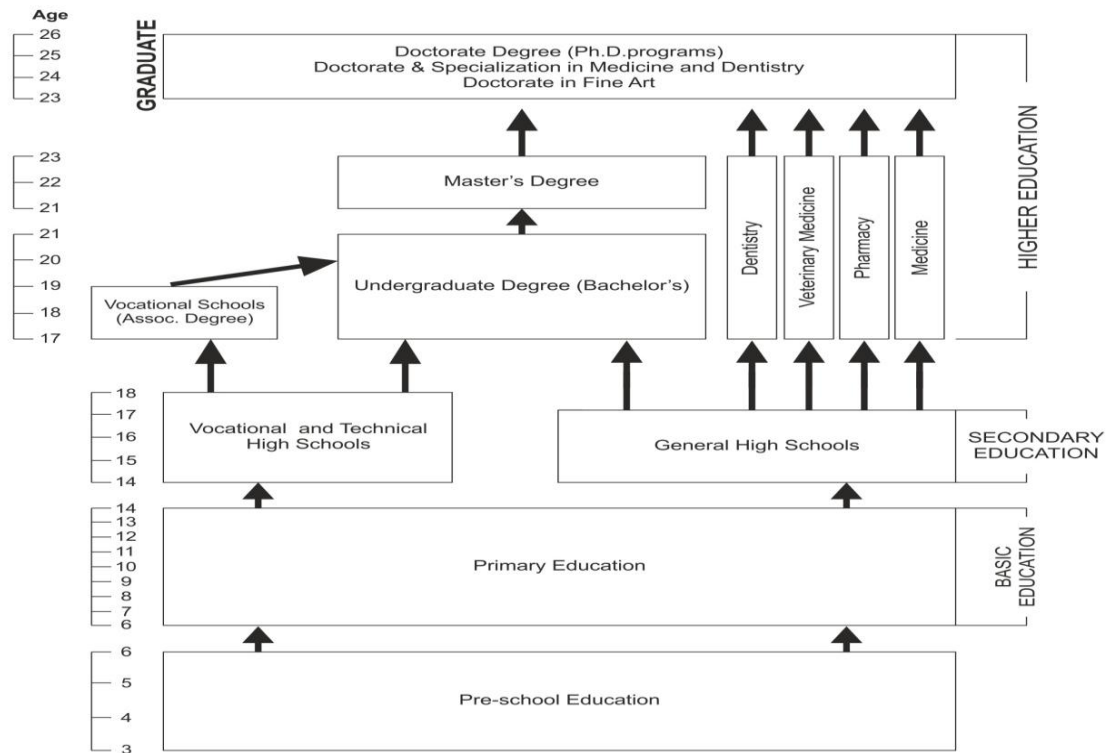 Age
26
25
24
23
GRADUATE
Doctorate Degree (Ph.D.programs)
Doctorate & Specialization in Medicine and Dentistry
Doctorate in Fine Art
HIGHER EDUCATION
23
22
21
Master's Degree
21
20
19
18
17
Undergraduate Degree (Bachelor's)
Vocational Schools
(Assoc. Degree)
Dentistry
Veterinary Medicine
Pharmacy
Medicine
18
17
16
15
14
Vocational and Technical
High Schools
General High Schools
SECONDARY
EDUCATION
14
13
12
11
10
9
8
7
6
Primary Education
BASIC
EDUCATION
6
5
4
3
Pre-school Education